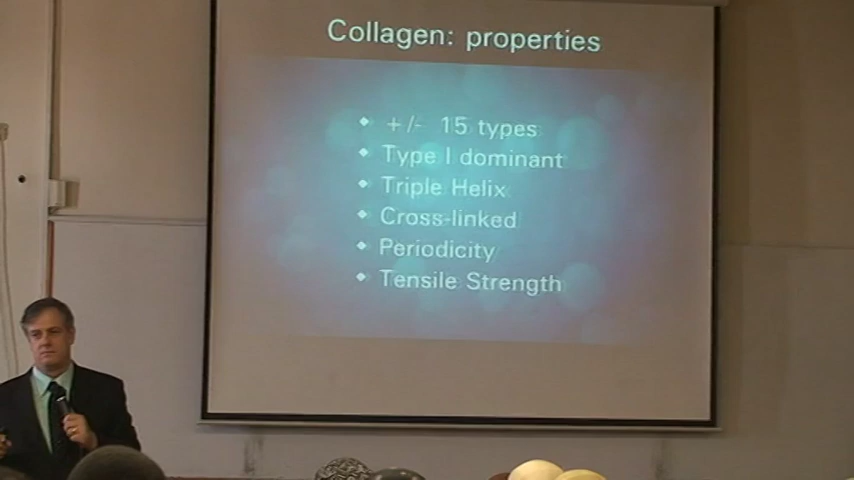 Collagen: properties
+/- 15 types
Type I dominant
Triple Helix
Cross-linked
Periodicity
Tensile Strength